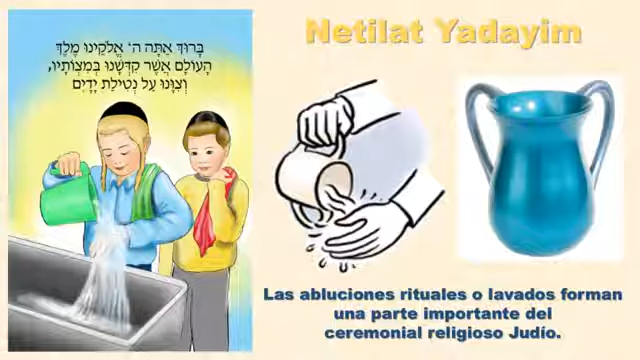 Netilat Yadayim
בָּרוּךְ אַתָּה ה' אֱלֹקֵינוּ מֶלֶךְ
הָעוֹלָם אֲשֶׁר קִדְּשָׁנוּ בְּמִצְוֹתָיו,
וְצִוָּנוּ עַל נְטִילַת יָדַיִם
Las abluciones rituales o lavados forman
una parte importante del
ceremonial religioso Judío.